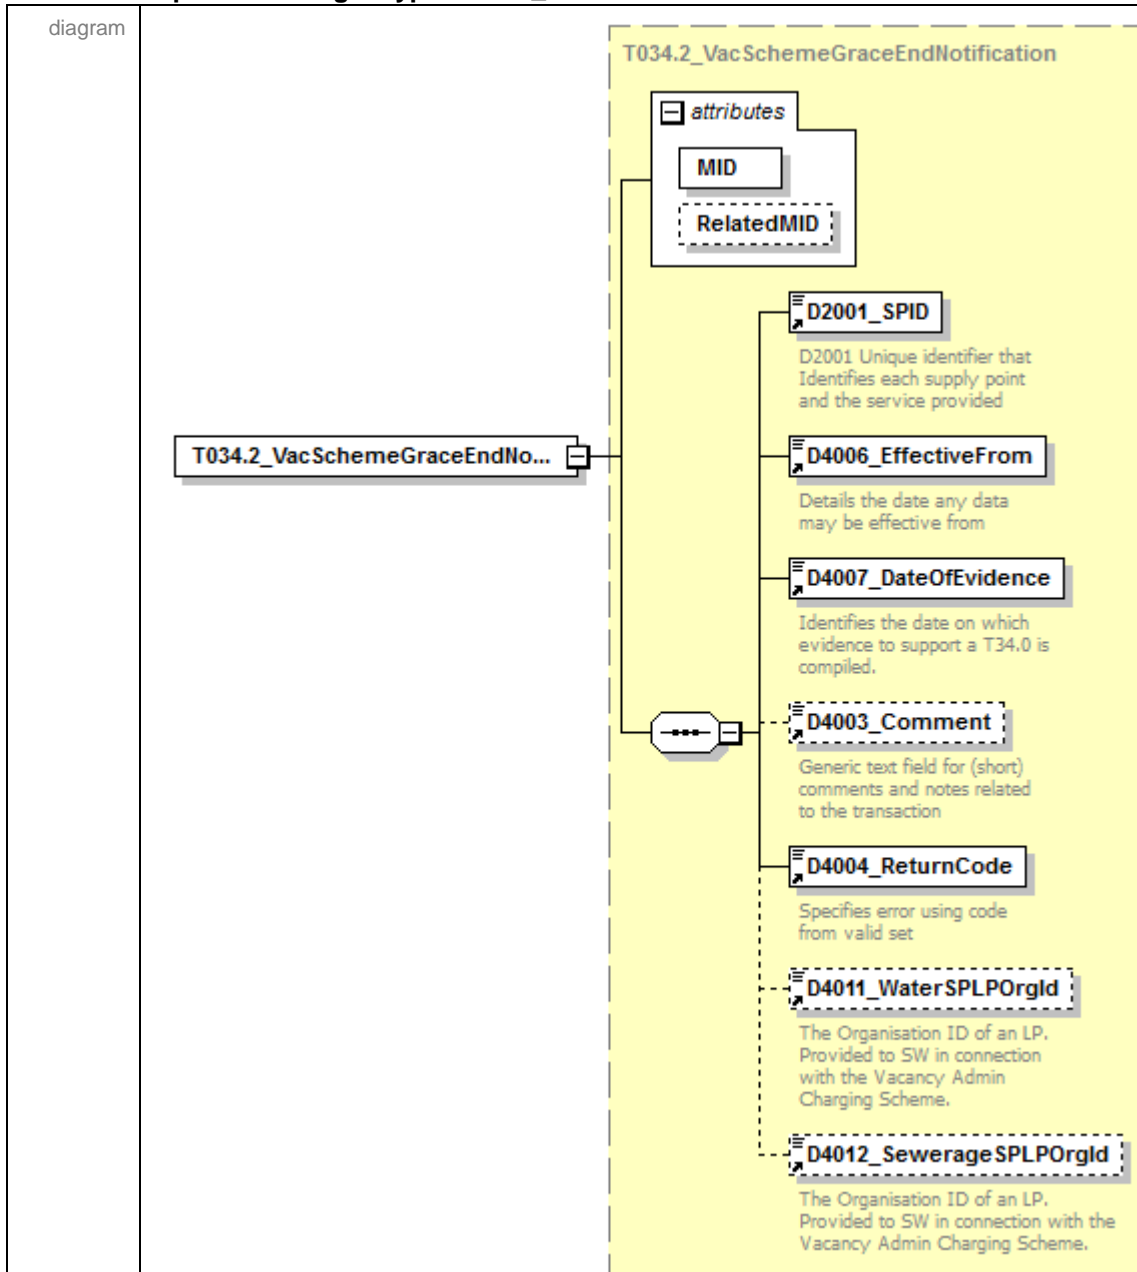 diagram
T034.2_VacSchemeGraceEndNotification
attributes
MID
RelatedMID
D2001_SPID
D2001 Unique identifier that
Identifies each supply point
and the service provided
T034.2_VacSchemeGraceEndNo...
D4006_EffectiveFrom
Details the date any data
may be effective from
D4007_DateOfEvidence
Identifies the date on which
evidence to support a T34.0 is
compiled.
D4003_Comment
Generic text field for (short)
comments and notes related
to the transaction
D4004_ReturnCode
Specifies error using code
from valid set
D4011_WaterSPLPOrgId
The Organisation ID of an LP.
Provided to SW in connection
with the Vacancy Admin
Charging Scheme.
D4012_SewerageSPLPOrgId
The Organisation ID of an LP.
Provided to SW in connection with the
Vacancy Admin Charging Scheme.